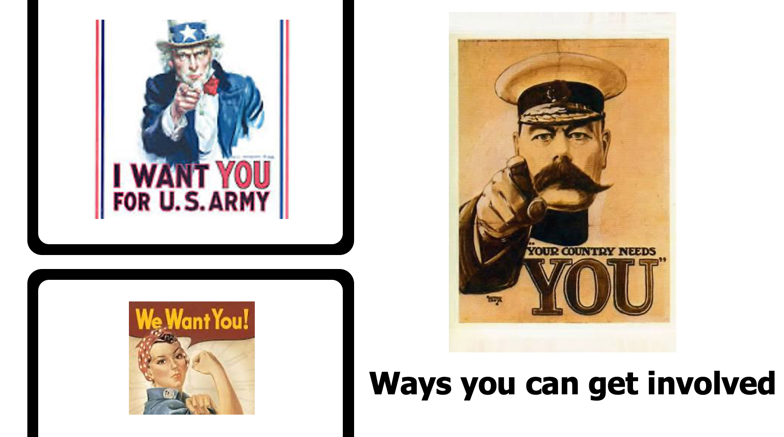 I WANT YOU
FOR U.S. ARMY
We Want You!
"YOUR COUNTRY NEEDS
YOU"
Ways you can get involved